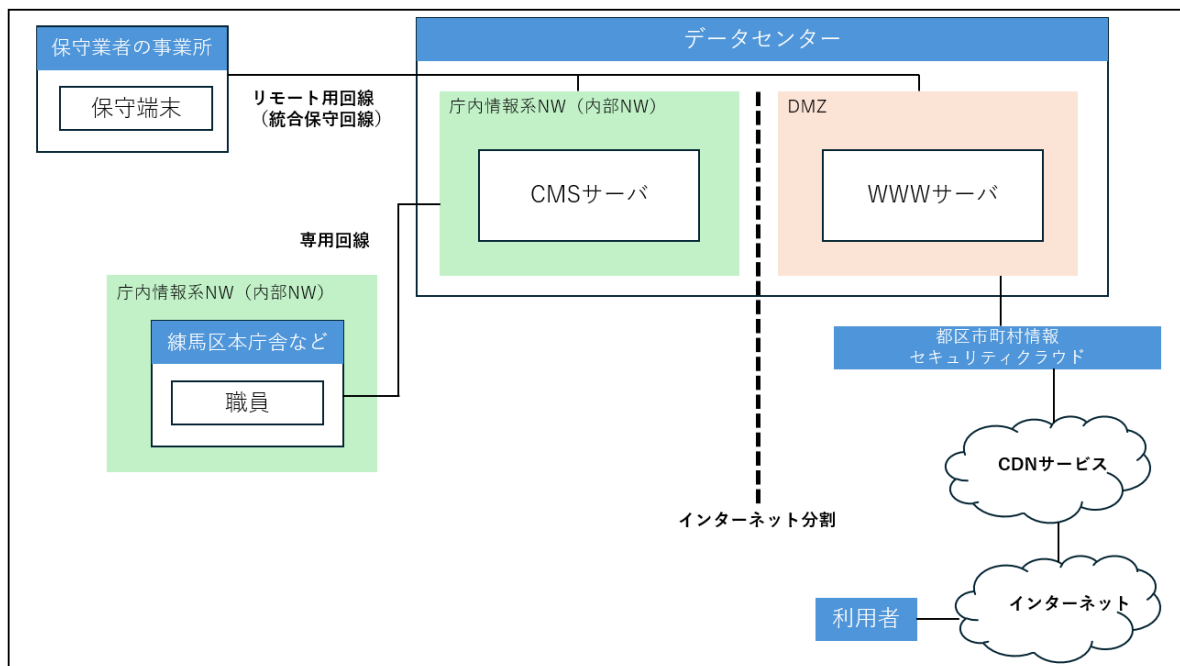 保守業者の事業所
保守端末
リモート用回線
（統合保守回線）
データセンター
庁内情報系NW（内部NW）
CMSサーバ
DMZ
WWWサーバ
専用回線
庁内情報系NW（内部NW）
練馬区本庁舎など
職員
インターネット分割
都区市町村情報
セキュリティクラウド
CDNサービス
インターネット
利用者